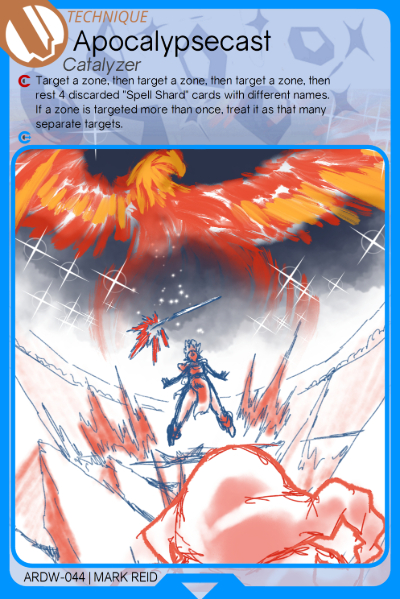 TECHNIQUE
Apocalypsecast
Catalyzer
C Target a zone, then target a zone, then target a zone, then
rest 4 discarded "Spell Shard" cards with different names.
If a zone is targeted more than once, treat it as that many
separate targets.
C
ARDW-044 | MARK REID